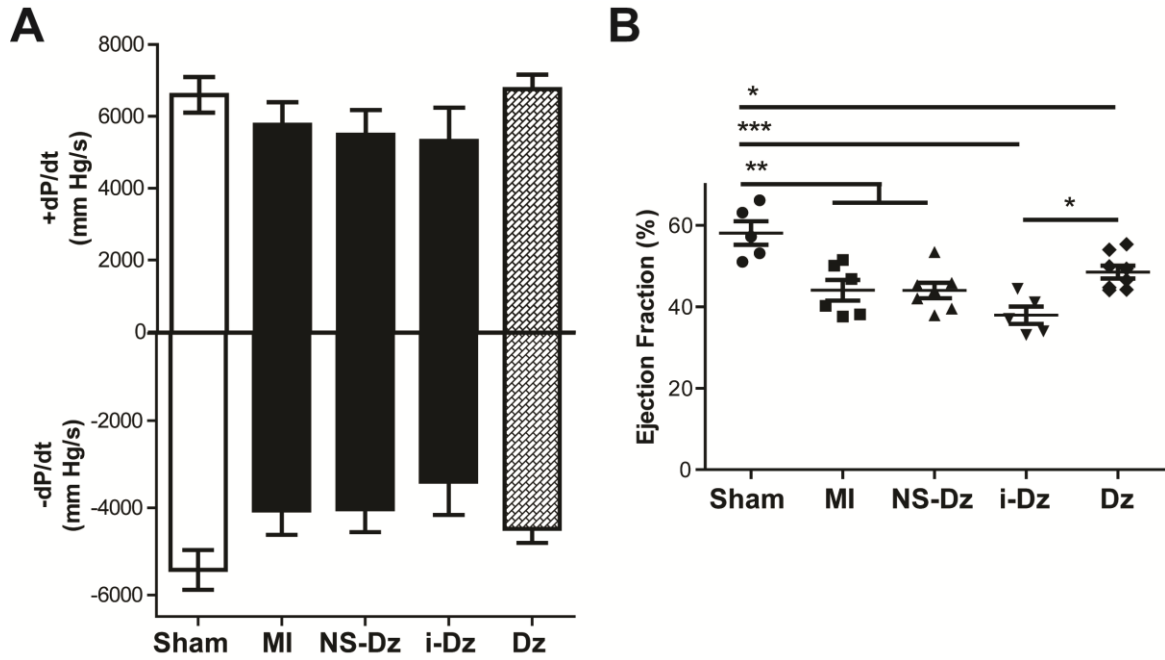 A
8000
6000
4000
2000
0
-2000
-4000
-6000
+dP/dt
(mm Hg/s)
-dP/dt
(mm Hg/s)
Sham MI NS-Dz i-Dz Dz
B
*
***
**
*
Ejection Fraction (%)
60
40
20
0
Sham MI NS-Dz i-Dz Dz